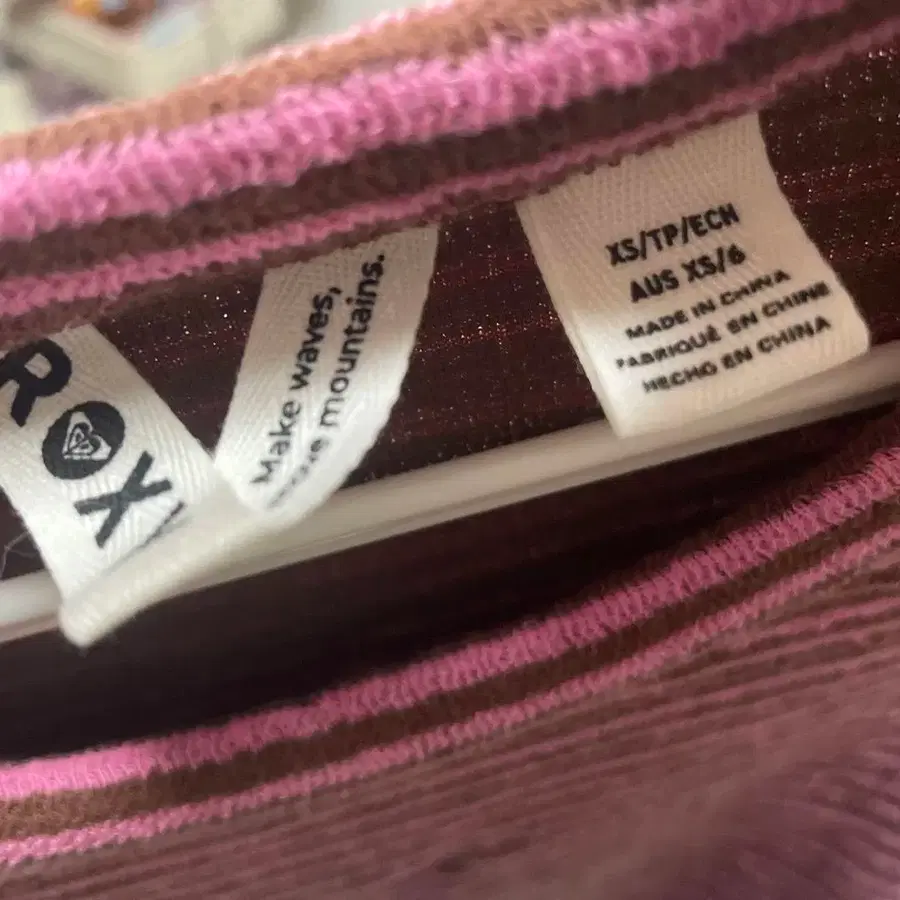 ROX
Make waves,
move mountains.
XS/TP/ECH
AUS XS/6
MADE IN CHINA
FABRIQUÉ EN CHINE
HECHO EN CHINA